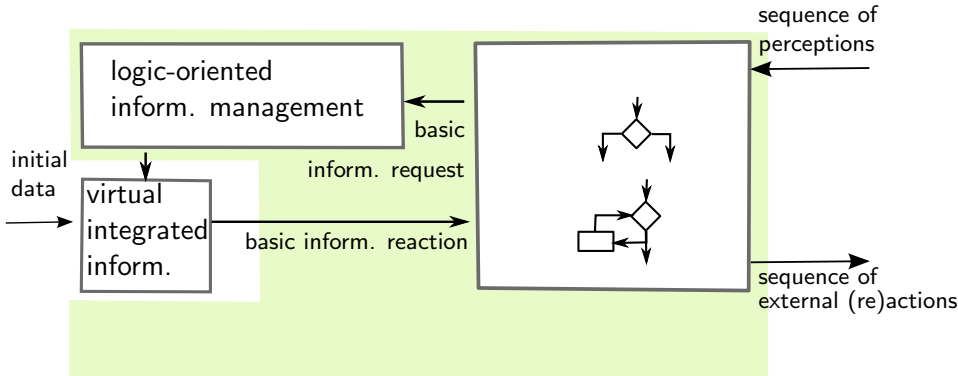 sequence of
perceptions
logic-oriented
inform. management
basic
inform. request
initial
data
virtual
integrated
inform.
basic inform. reaction
sequence of
external (re)actions